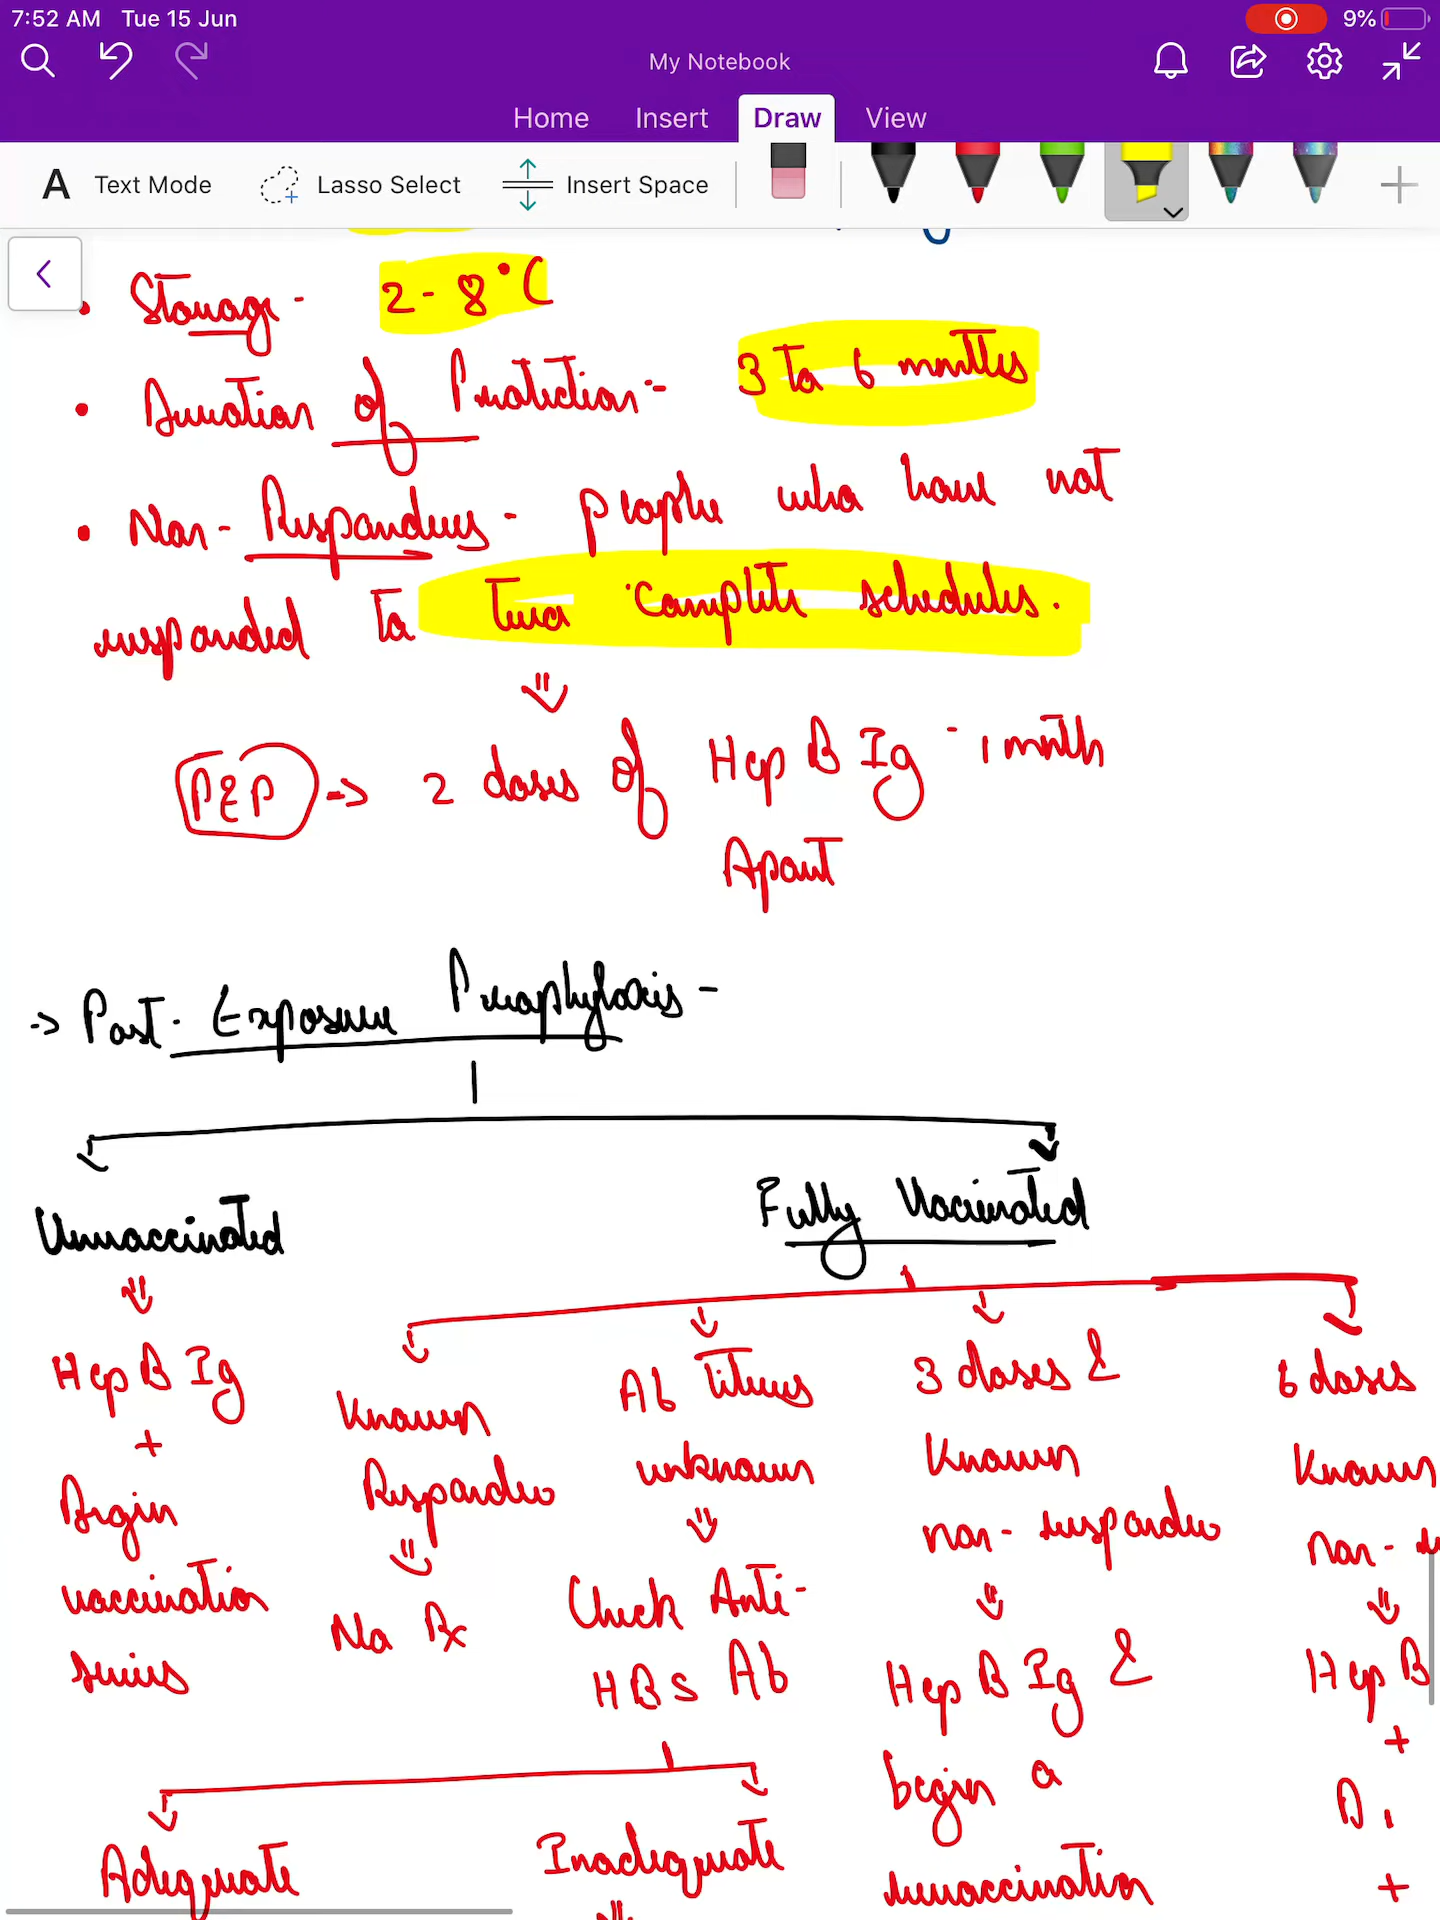 7:52 AM Tue 15 Jun
9%
My Notebook
Home Insert Draw View
A Text Mode Lasso Select Insert Space
• Storage - 2 - 8°C
• Duration of Protection - 3 to 6 months
• Non - Responders - people who have not
responded to two complete schedules.
PEP -> 2 doses of Hep B Ig - 1 month
Apart
-> Post - Exposure Prophylaxis -
Unvaccinated
Fully Vaccinated
Hep B Ig
+
Begin
vaccination
series
Known
Responder
No Rx
Ab titres
unknown
Check Anti-
HBs Ab
Adequate
Inadequate
3 doses &
Known
non - responder
Hep B Ig &
begin a
revaccination
6 doses
Known
non -
Hep B
+
+